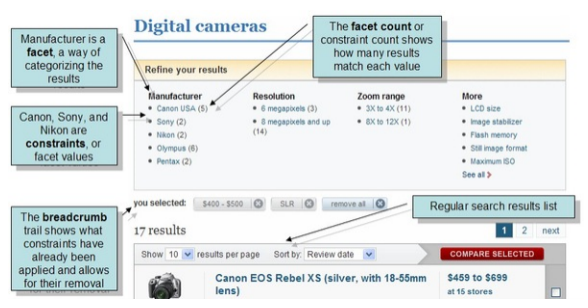 Digital cameras
Manufacturer is a
facet, a way of
categorizing the
results
The facet count or
constraint count shows
how many results
match each value
Refine your results
Manufacturer
Canon USA (5)
Sony (2)
Nikon (2)
Olympus (6)
Pentax (2)
Resolution
6 megapixels (3)
8 megapixels and up
(14)
Zoom range
3X to 4X (11)
8X to 12X (1)
More
LCD size
Image stabilizer
Flash memory
Still image format
Maximum ISO
See all
Canon, Sony, and
Nikon are
constraints, or
facet values
you selected:
$400 - $500
SLR
remove all
Regular search results list
The breadcrumb
trail shows what
constraints have
already been
applied and allows
for their removal
17 results
1 2 next
Show 10 results per page Sort by: Review date
COMPARE SELECTED
Canon EOS Rebel XS (silver, with 18-55mm
lens)
$459 to $699
at 15 stores